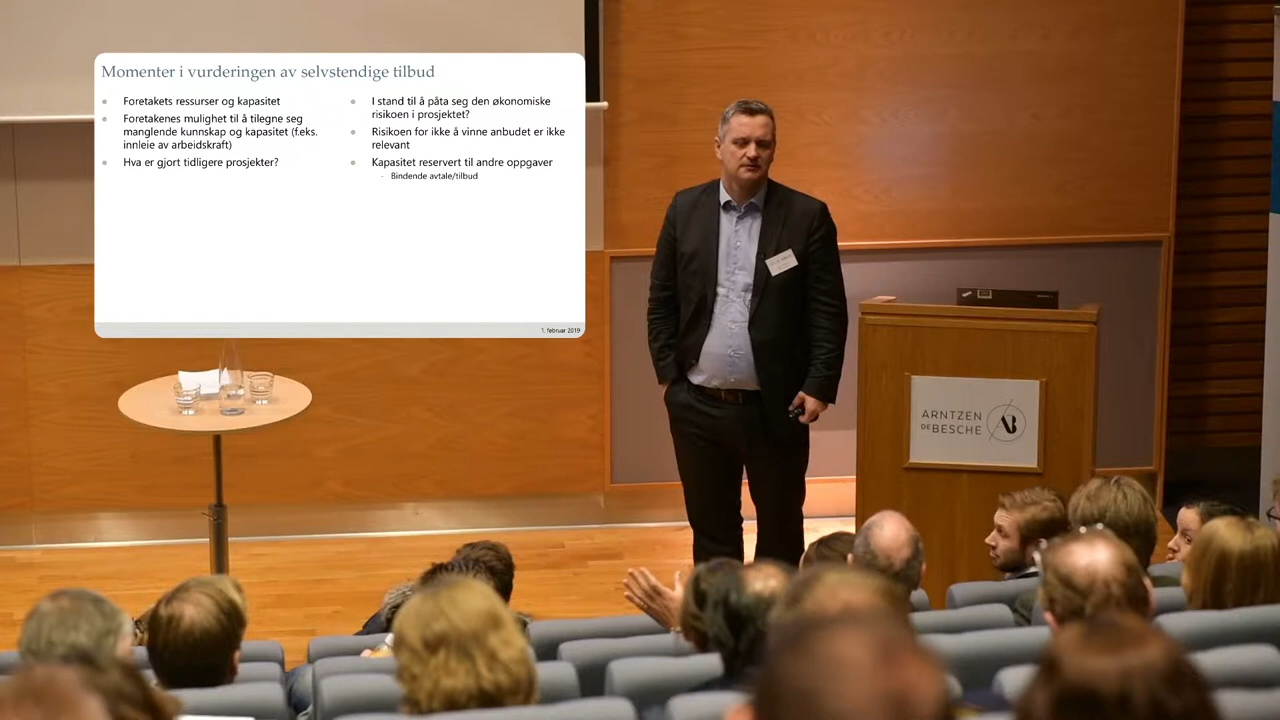 Momenter i vurderingen av selvstendige tilbud
Foretakets ressurser og kapasitet
Foretakenes mulighet til å tilegne seg
manglende kunnskap og kapasitet (f.eks.
innleie av arbeidskraft)
Hva er gjort tidligere prosjekter?
I stand til å påta seg den økonomiske
risikoen i prosjektet?
Risikoen for ikke å vinne anbudet er ikke
relevant
Kapasitet reservert til andre oppgaver
- Bindende avtale/tilbud
1. februar 2019
ARNTZEN
DE BESCHE